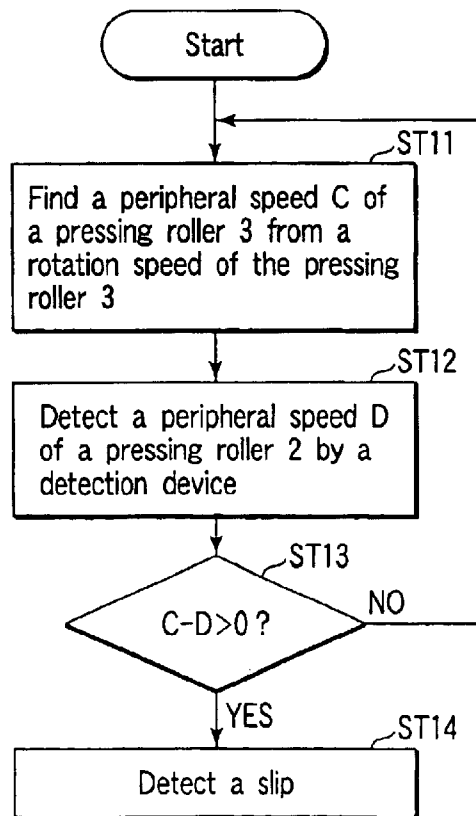 Start
ST11
Find a peripheral speed C of
a pressing roller 3 from a
rotation speed of the pressing
roller 3
ST12
Detect a peripheral speed D
of a pressing roller 2 by a
detection device
ST13
C-D>0?
NO
YES
ST14
Detect a slip